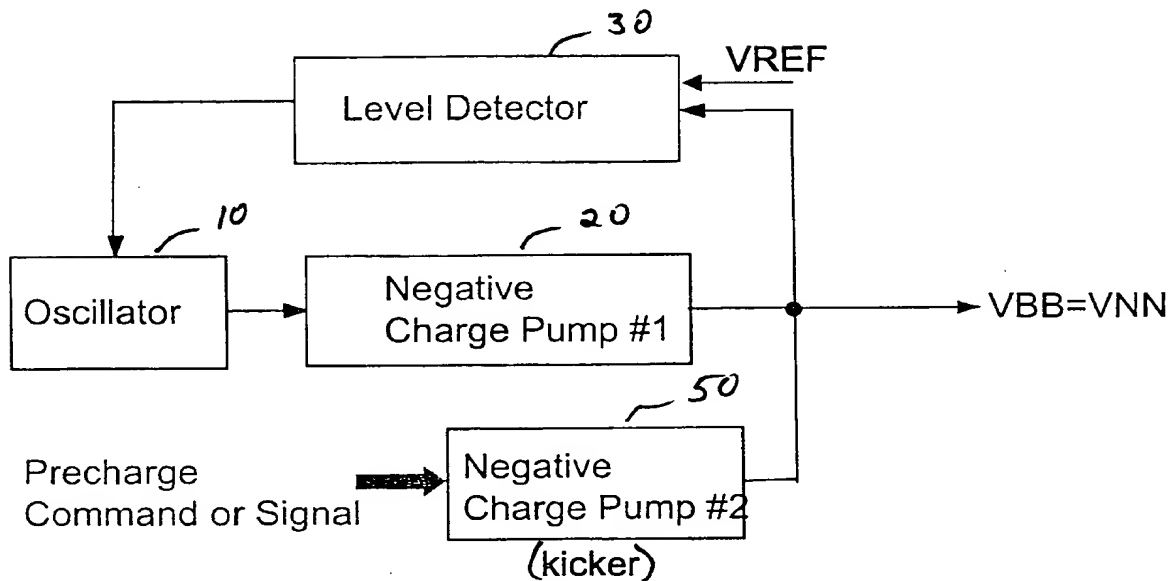 30
VREF
Level Detector
10
20
Oscillator
Negative
Charge Pump #1
VBB=VNN
50
Precharge
Command or Signal
Negative
Charge Pump #2
(kicker)